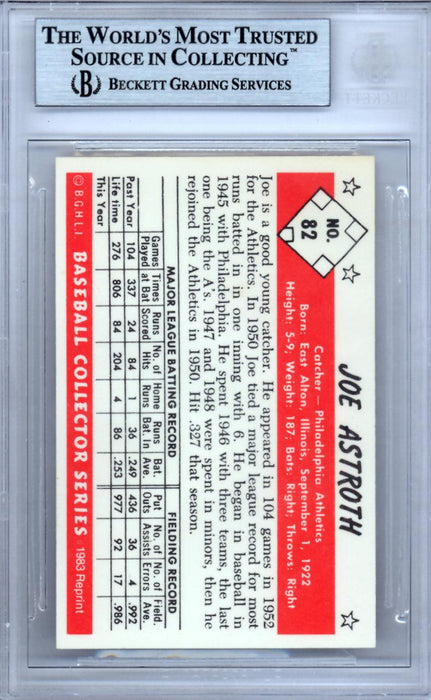 THE WORLD'S MOST TRUSTED
SOURCE IN COLLECTING™
B BECKETT GRADING SERVICES
BECKETT
NO.
82
JOE ASTROTH
Catcher — Philadelphia Athletics
Born: East Alton, Illinois, September 1, 1922
Height: 5-9; Weight: 187; Bats: Right; Throws: Right
Joe is a good young catcher. He appeared in 104 games in 1952
for the Athletics. In 1950 Joe tied a major league record for most
runs batted in in one inning with 6. He began in baseball in
1945 with Philadelphia. He spent 1946 with three teams, the last
one being the A's. 1947 and 1948 were spent in minors, then he
rejoined the Athletics in 1950. Hit .327 that season.
MAJOR LEAGUE BATTING RECORD FIELDING RECORD
Games Times Runs No. of Home Runs Bat. Put No. of No. of Field.
Played at Bat Scored Hits Runs Bat. In Ave. Outs Assists Errors Ave.
Past Year 104 337 24 84 1 36 .249 436 36 4 .992
Life time 276 806 84 204 4 86 .253 977 92 17 .986
This Year
© B.G.H.L.I. BASEBALL COLLECTOR SERIES 1983 Reprint